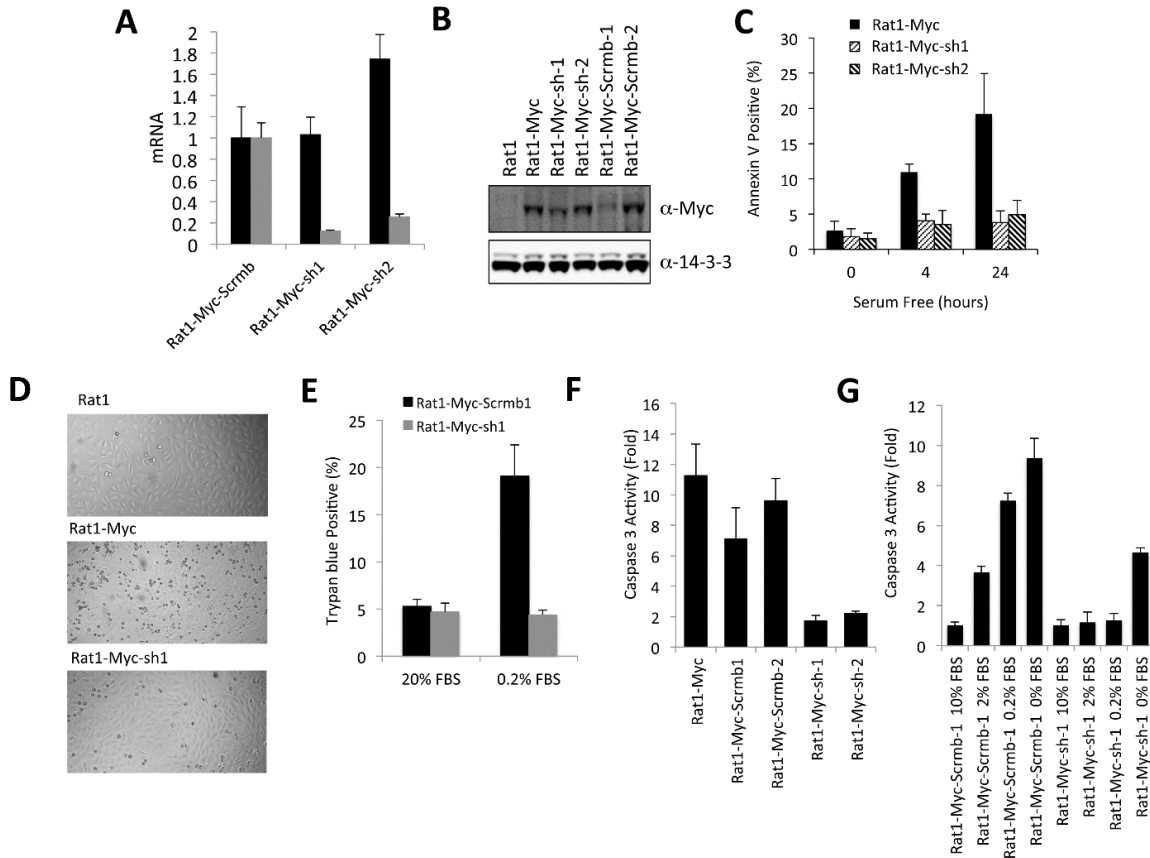 A
2
1.8
1.6
1.4
1.2
1
0.8
0.6
0.4
0.2
0
mRNA
Rat1-Myc-Scrmb
Rat1-Myc-sh1
Rat1-Myc-sh2
B
Rat1
Rat1-Myc
Rat1-Myc-sh-1
Rat1-Myc-sh-2
Rat1-Myc-Scrmb-1
Rat1-Myc-Scrmb-2
α-Myc
α-14-3-3
C
Rat1-Myc
Rat1-Myc-sh1
Rat1-Myc-sh2
30
25
20
15
10
5
0
Annexin V Positive (%)
0 4 24
Serum Free (hours)
D
Rat1
Rat1-Myc
Rat1-Myc-sh1
E
Rat1-Myc-Scrmb1
Rat1-Myc-sh1
25
20
15
10
5
0
Trypan blue Positive (%)
20% FBS 0.2% FBS
F
16
14
12
10
8
6
4
2
0
Caspase 3 Activity (Fold)
Rat1-Myc
Rat1-Myc-Scrmb1
Rat1-Myc-Scrmb-2
Rat1-Myc-sh-1
Rat1-Myc-sh-2
G
12
10
8
6
4
2
0
Caspase 3 Activity (Fold)
Rat1-Myc-Scrmb-1 10% FBS
Rat1-Myc-Scrmb-1 2% FBS
Rat1-Myc-Scrmb-1 0.2% FBS
Rat1-Myc-Scrmb-1 0% FBS
Rat1-Myc-sh-1 10% FBS
Rat1-Myc-sh-1 2% FBS
Rat1-Myc-sh-1 0.2% FBS
Rat1-Myc-sh-1 0% FBS